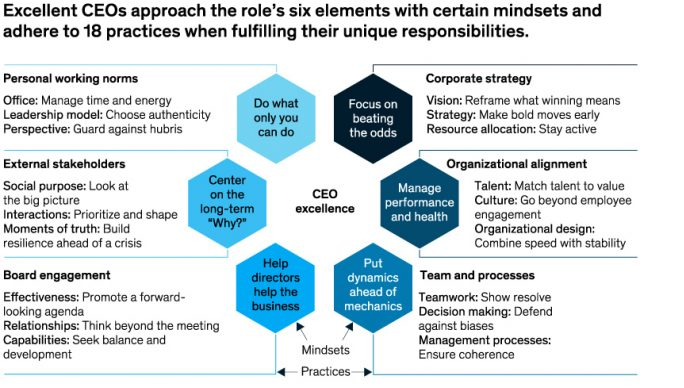 Excellent CEOs approach the role's six elements with certain mindsets and
adhere to 18 practices when fulfilling their unique responsibilities.
Personal working norms
Office: Manage time and energy
Leadership model: Choose authenticity
Perspective: Guard against hubris
Do what
only you
can do
Focus on
beating
the odds
Corporate strategy
Vision: Reframe what winning means
Strategy: Make bold moves early
Resource allocation: Stay active
External stakeholders
Social purpose: Look at
the big picture
Interactions: Prioritize and shape
Moments of truth: Build
resilience ahead of a crisis
Center
on the
long-term
"Why?"
CEO
excellence
Manage
performance
and health
Organizational alignment
Talent: Match talent to value
Culture: Go beyond employee
engagement
Organizational design:
Combine speed with stability
Board engagement
Effectiveness: Promote a forward-
looking agenda
Relationships: Think beyond the meeting
Capabilities: Seek balance and
development
Help
directors
help the
business
Put
dynamics
ahead of
mechanics
Team and processes
Teamwork: Show resolve
Decision making: Defend
against biases
Management processes:
Ensure coherence
Mindsets
Practices